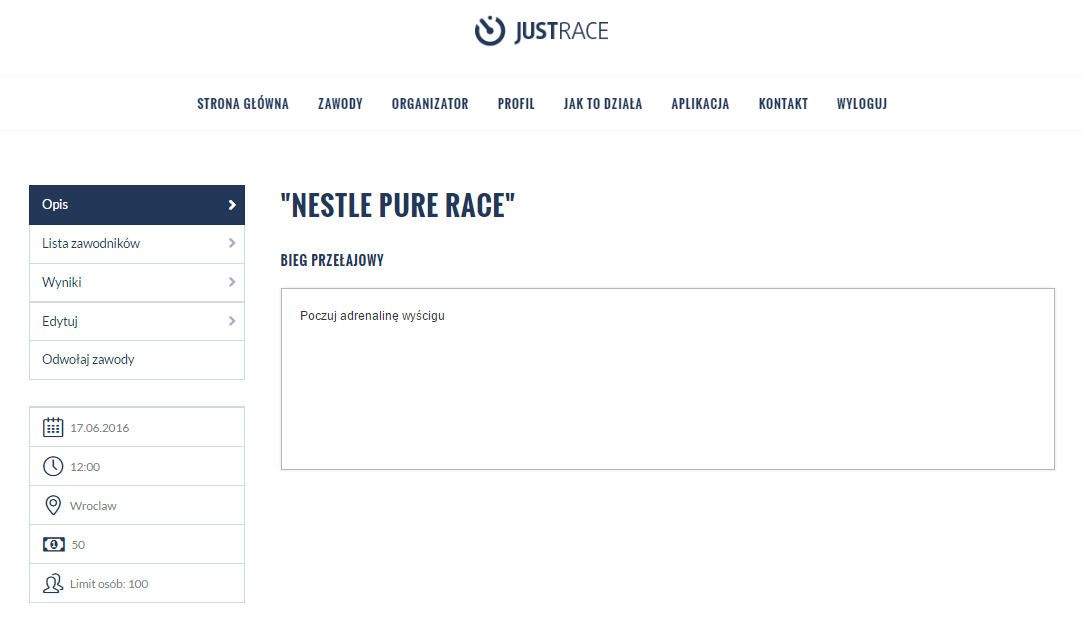 JUSTRACE
STRONA GŁÓWNA ZAWODY ORGANIZATOR PROFIL JAK TO DZIAŁA APLIKACJA KONTAKT WYLOGUJ
Opis
Lista zawodników
Wyniki
Edytuj
Odwołaj zawody
17.06.2016
12:00
Wroclaw
50
Limit osób: 100
"NESTLE PURE RACE"
BIEG PRZEŁAJOWY
Poczuj adrenalinę wyścigu